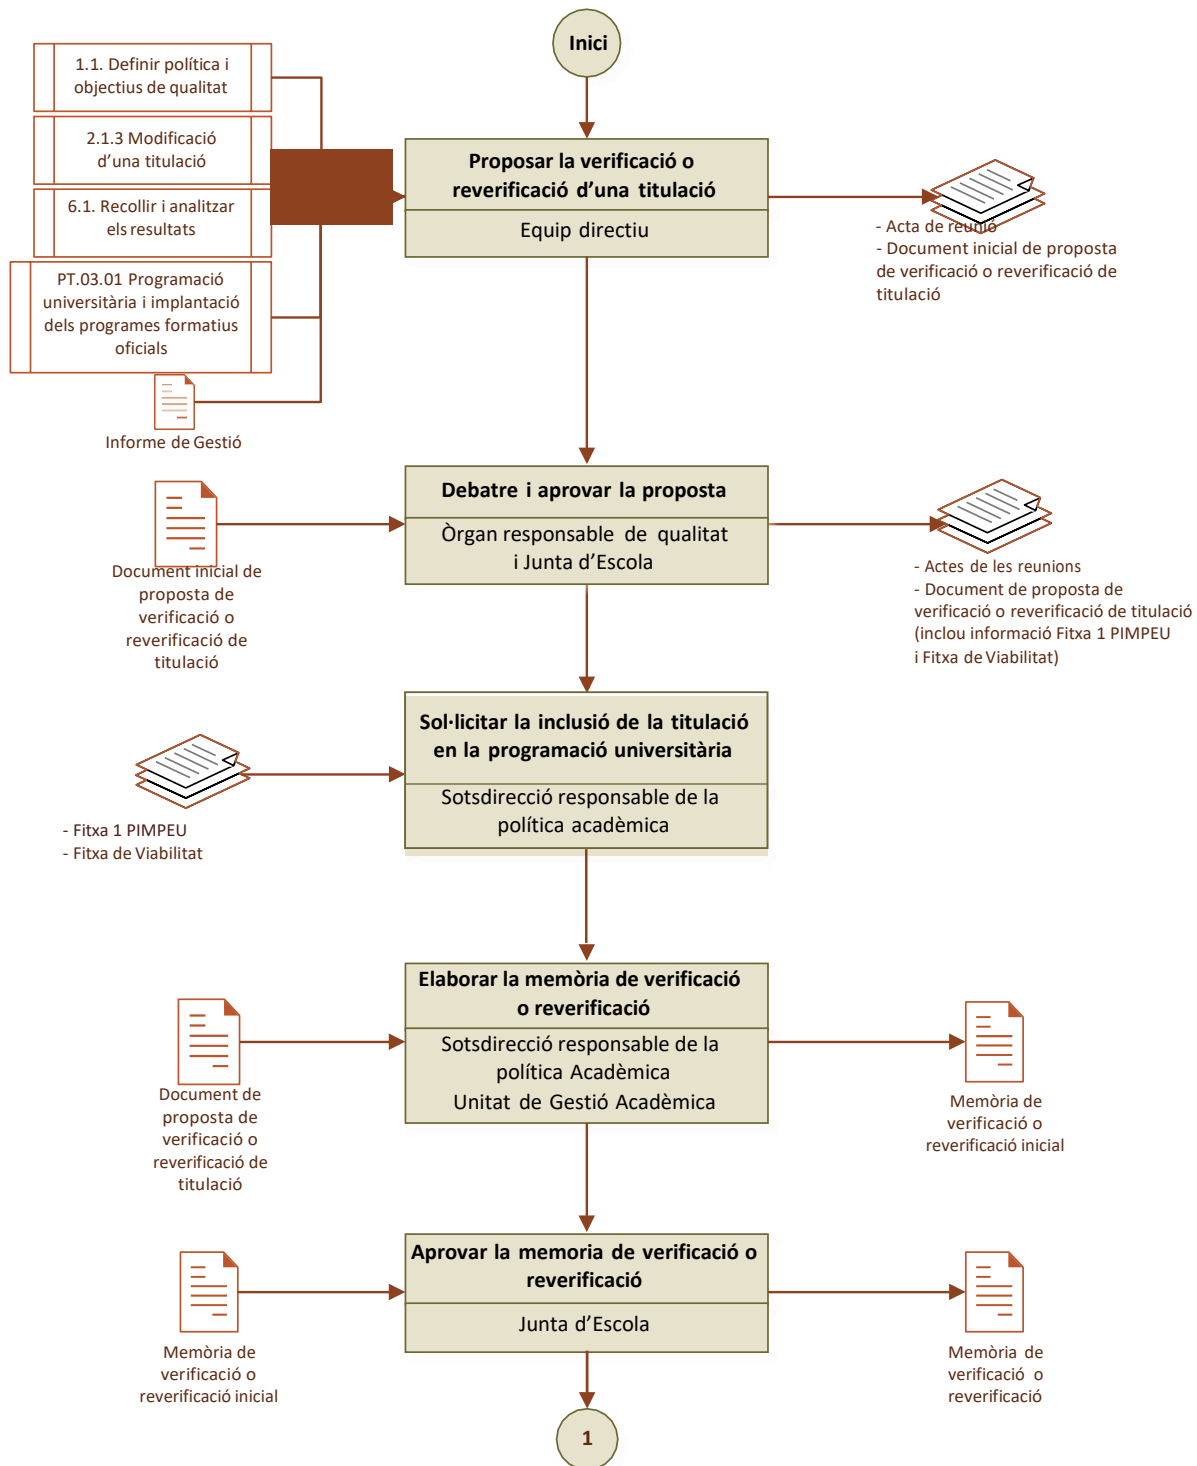 Inici
1.1. Definir política i
objectius de qualitat
2.1.3 Modificació
d’una titulació
6.1. Recollir i analitzar
els resultats
PT.03.01 Programació
universitària i implantació
dels programes formatius
oficials
Informe de Gestió
Proposar la verificació o
reverificació d’una titulació
Equip directiu
- Acta de reunió
- Document inicial de proposta
de verificació o reverificació de
titulació
Document inicial de
proposta de
verificació o
reverificació de
titulació
Debatre i aprovar la proposta
Òrgan responsable de qualitat
i Junta d’Escola
- Actes de les reunions
- Document de proposta de
verificació o reverificació de titulació
(inclou informació Fitxa 1 PIMPEU
i Fitxa de Viabilitat)
- Fitxa 1 PIMPEU
- Fitxa de Viabilitat
Sol·licitar la inclusió de la titulació
en la programació universitària
Sotsdirecció responsable de la
política acadèmica
Document de
proposta de
verificació o
reverificació de
titulació
Elaborar la memòria de verificació
o reverificació
Sotsdirecció responsable de la
política Acadèmica
Unitat de Gestió Acadèmica
Memòria de
verificació o
reverificació inicial
Memòria de
verificació o
reverificació inicial
Aprovar la memoria de verificació o
reverificació
Junta d’Escola
Memòria de
verificació o
reverificació
1